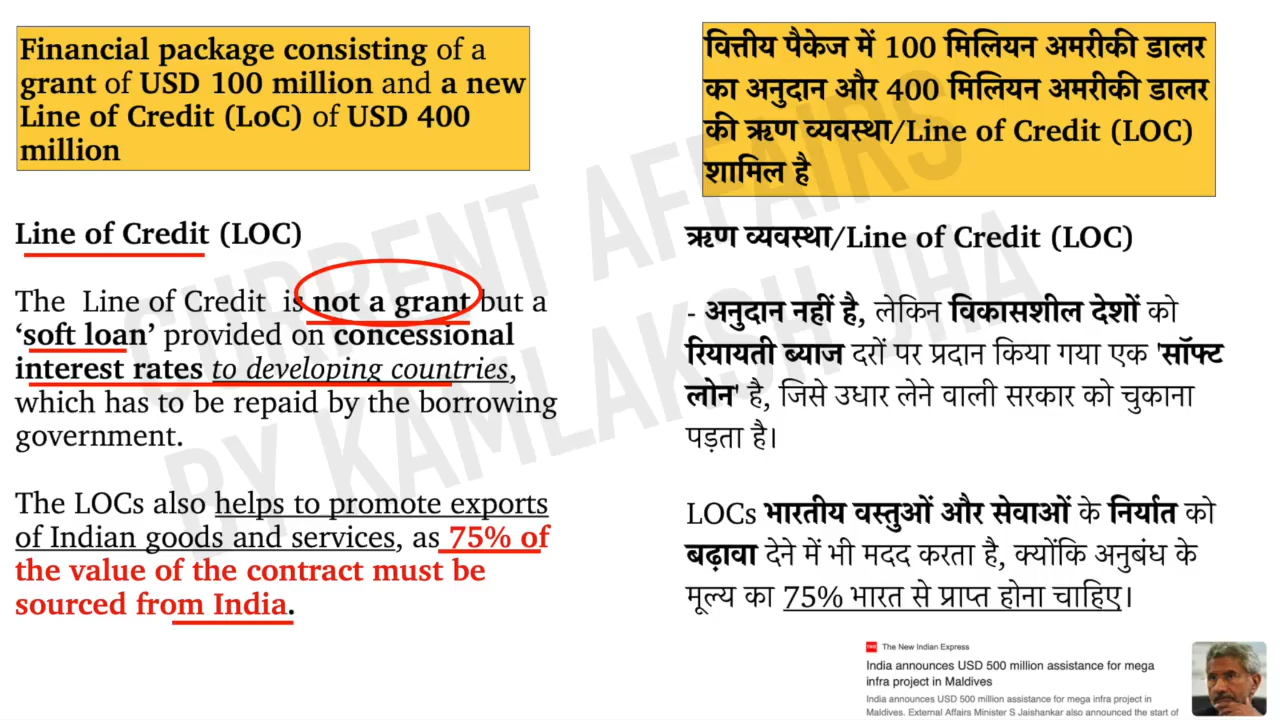 Financial package consisting of a
grant of USD 100 million and a new
Line of Credit (LoC) of USD 400
million
Line of Credit (LOC)
The Line of Credit is not a grant but a
‘soft loan’ provided on concessional
interest rates to developing countries,
which has to be repaid by the borrowing
government.
The LOCs also helps to promote exports
of Indian goods and services, as 75% of
the value of the contract must be
sourced from India.
वित्तीय पैकेज में 100 मिलियन अमरीकी डालर
का अनुदान और 400 मिलियन अमरीकी डालर
की ऋण व्यवस्था/Line of Credit (LOC)
शामिल है
ऋण व्यवस्था/Line of Credit (LOC)
- अनुदान नहीं है, लेकिन विकासशील देशों को
रियायती ब्याज दरों पर प्रदान किया गया एक 'सॉफ्ट
लोन' है, जिसे उधार लेने वाली सरकार को चुकाना
पड़ता है।
LOCs भारतीय वस्तुओं और सेवाओं के निर्यात को
बढ़ावा देने में भी मदद करता है, क्योंकि अनुबंध के
मूल्य का 75% भारत से प्राप्त होना चाहिए।
The New Indian Express
India announces USD 500 million assistance for mega
infra project in Maldives
India announces USD 500 million assistance for mega infra project in
Maldives. External Affairs Minister S Jaishankar also announced the start of
CURRENT AFFAIRS
BY KAMLAKSH JHA